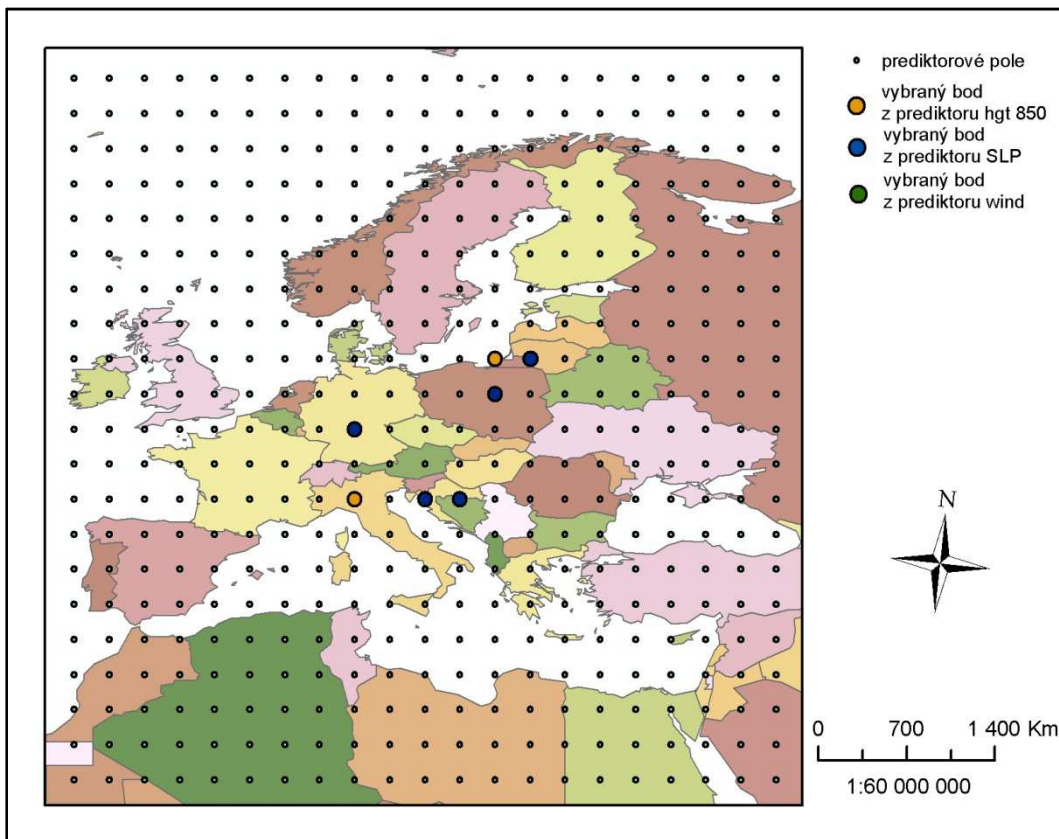 prediktorové pole
vybraný bod
z prediktoru hgt 850
vybraný bod
z prediktoru SLP
vybraný bod
z prediktoru wind
N
0 700 1 400 Km
1:60 000 000